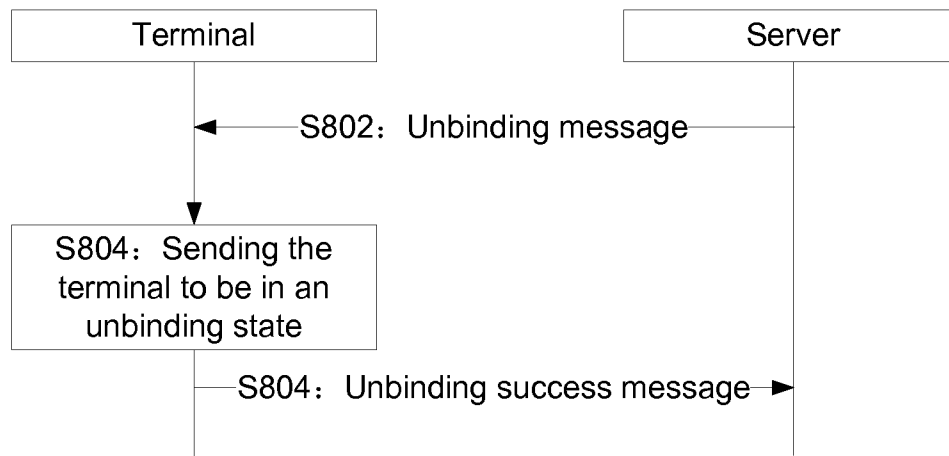 Terminal
Server
S802：Unbinding message
S804：Sending the
terminal to be in an
unbinding state
S804：Unbinding success message